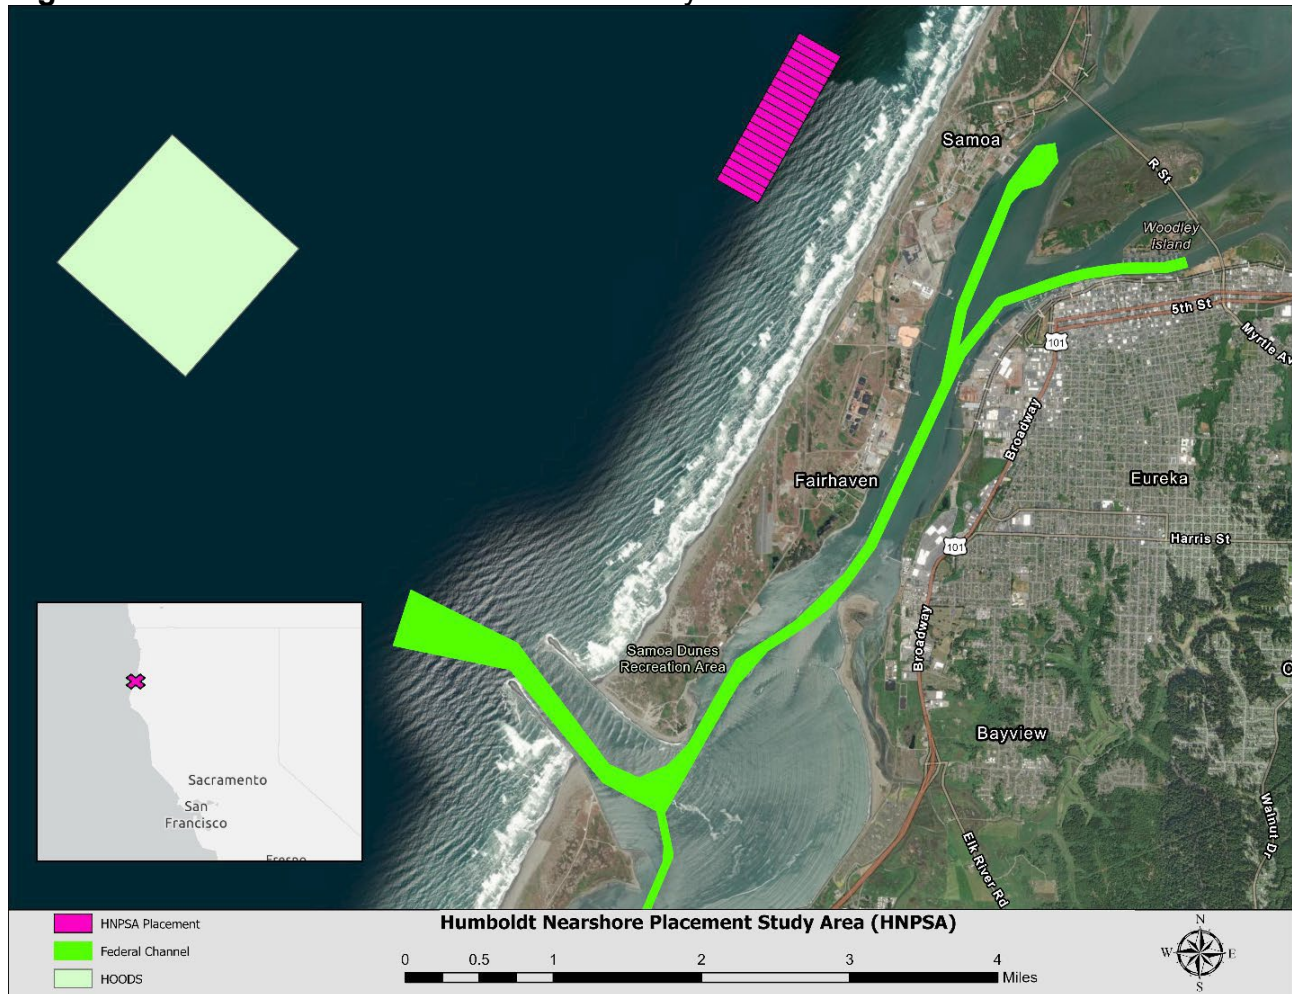 Samoa
R St
Woodley
Island
5th St
101
Myrtle Av
Broadway
Fairhaven
Eureka
101
Harris St
Samoa Dunes
Recreation Area
Broadway
Bayview
Walnut Dr
Elk River Rd
Sacramento
San
Francisco
Fresno
HNPSA Placement
Federal Channel
HOODS
Humboldt Nearshore Placement Study Area (HNPSA)
0 0.5 1 2 3 4
Miles
N
W E
S